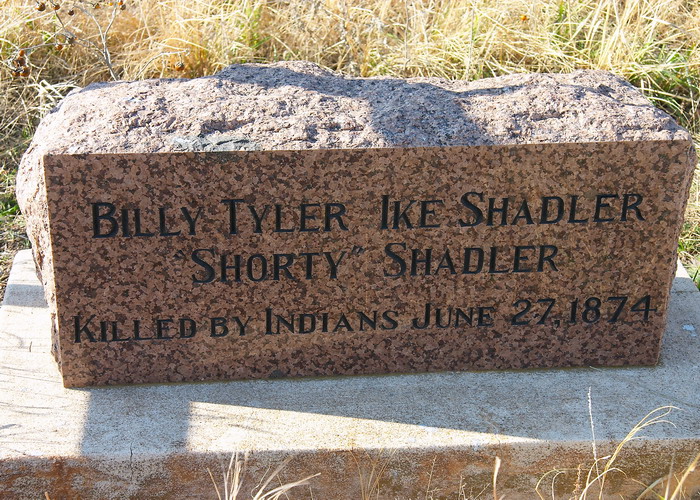 Billy Tyler Ike Shadler
"Shorty" Shadler
Killed by Indians June 27, 1874